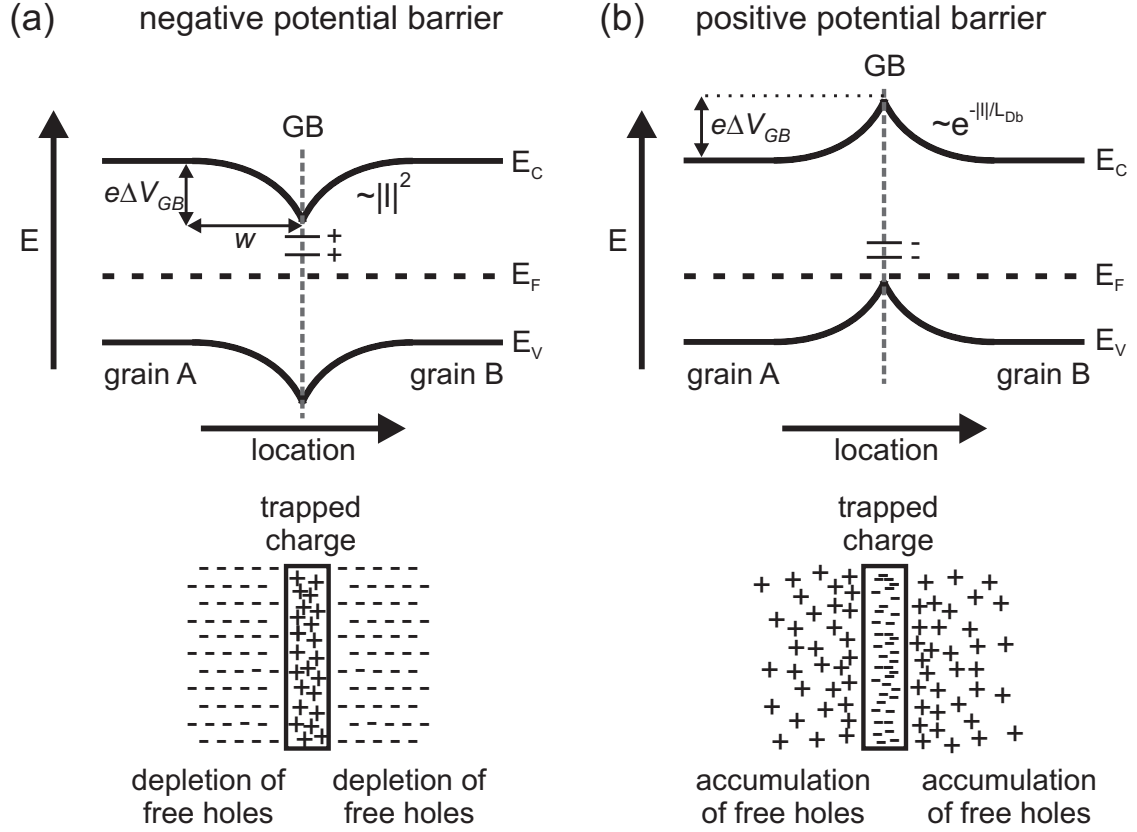 (a) negative potential barrier
GB
E
eΔV_GB
w
~|l|²
+
+
E_C
E_F
E_V
grain A
grain B
location
trapped
charge
depletion of
free holes
depletion of
free holes
(b) positive potential barrier
GB
E
eΔV_GB
~e^-|l|/L_Db
E_C
-
-
E_F
E_V
grain A
grain B
location
trapped
charge
accumulation
of free holes
accumulation
of free holes